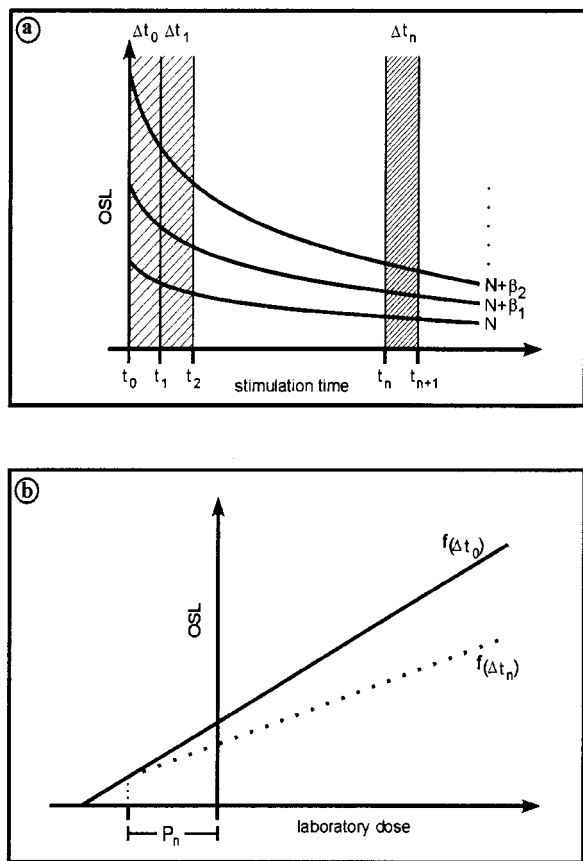 a
Δt₀ Δt₁ Δtₙ
OSL
N+β₂
N+β₁
N
t₀ t₁ t₂ tₙ tₙ₊₁
stimulation time
b
f(Δt₀)
OSL
f(Δtₙ)
Pₙ
laboratory dose